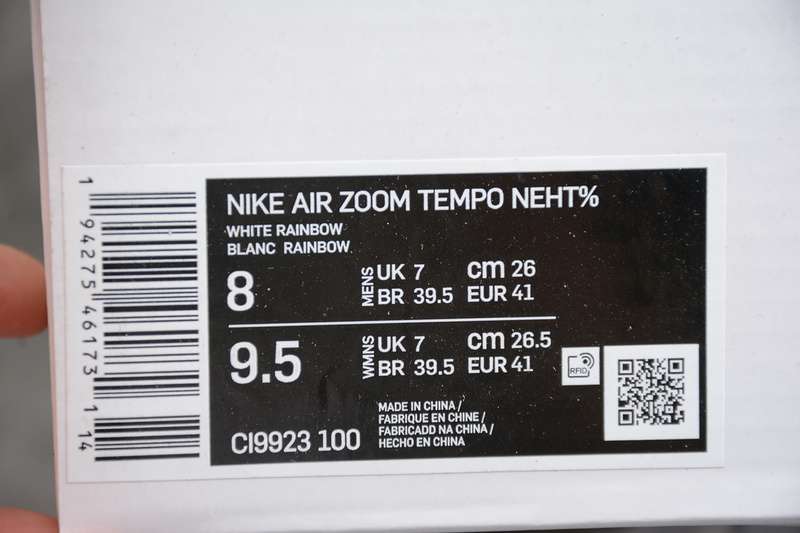 NIKE AIR ZOOM TEMPO NEHT%
WHITE RAINBOW
BLANC RAINBOW
8 MENS UK 7 cm 26
BR 39.5 EUR 41
9.5 WMNS UK 7 cm 26.5
BR 39.5 EUR 41
RFID
CI9923 100
MADE IN CHINA /
FABRIQUE EN CHINE /
FABRICADD NA CHINA /
HECHO EN CHINA
1 94275 46173 1 14